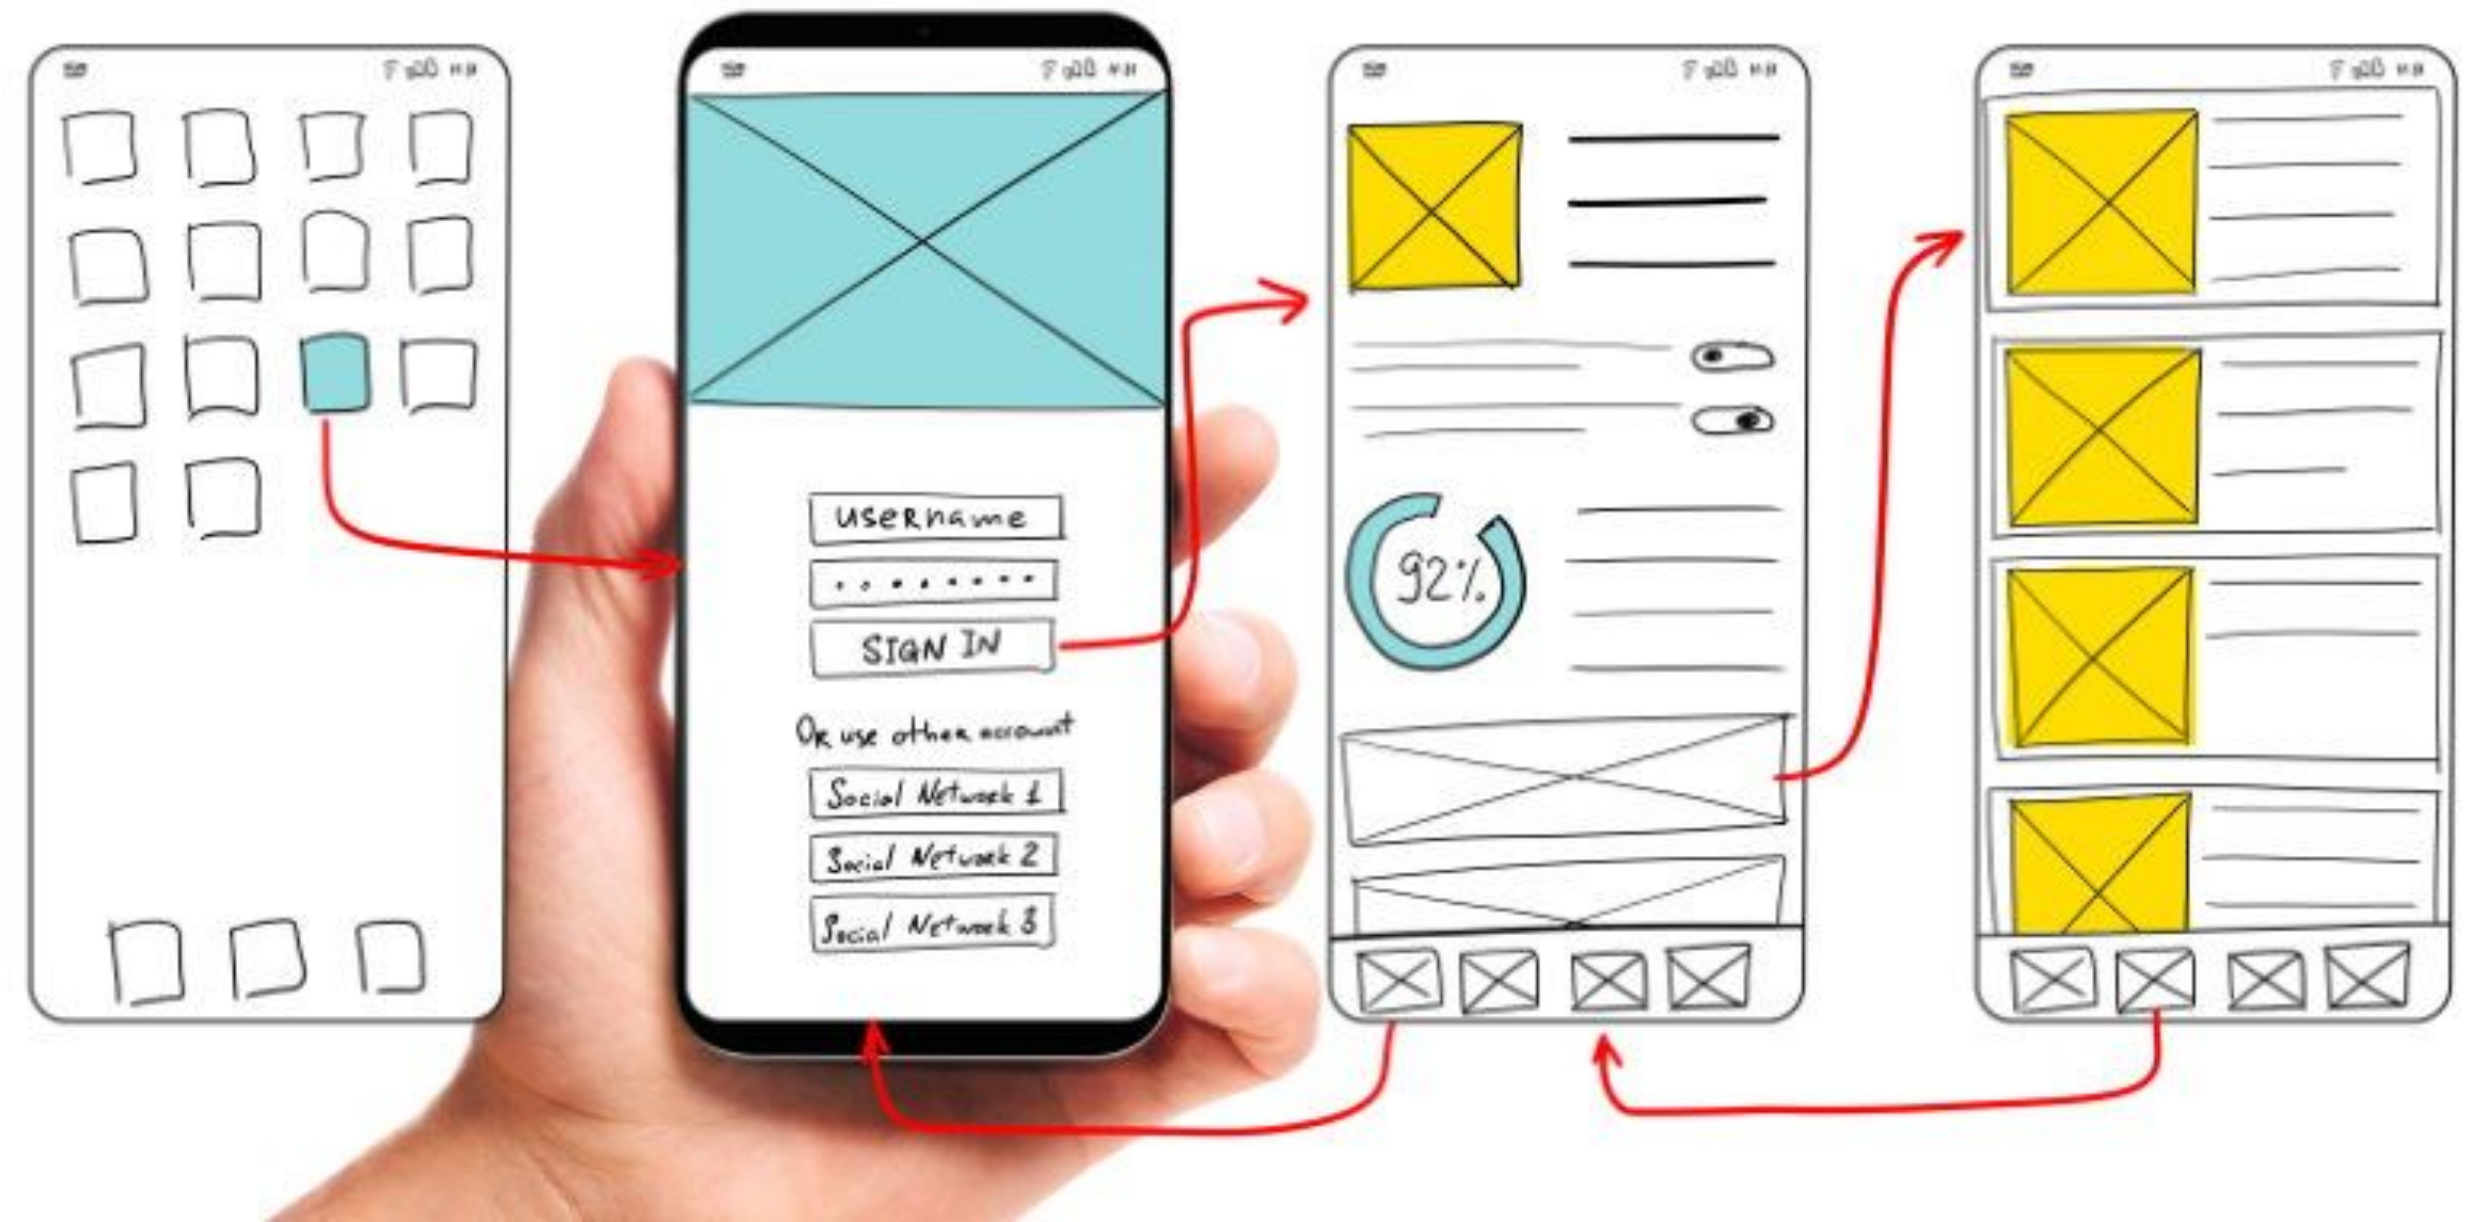 username
SIGN IN
Or use other account
Social Network 1
Social Network 2
Social Network 3
92%